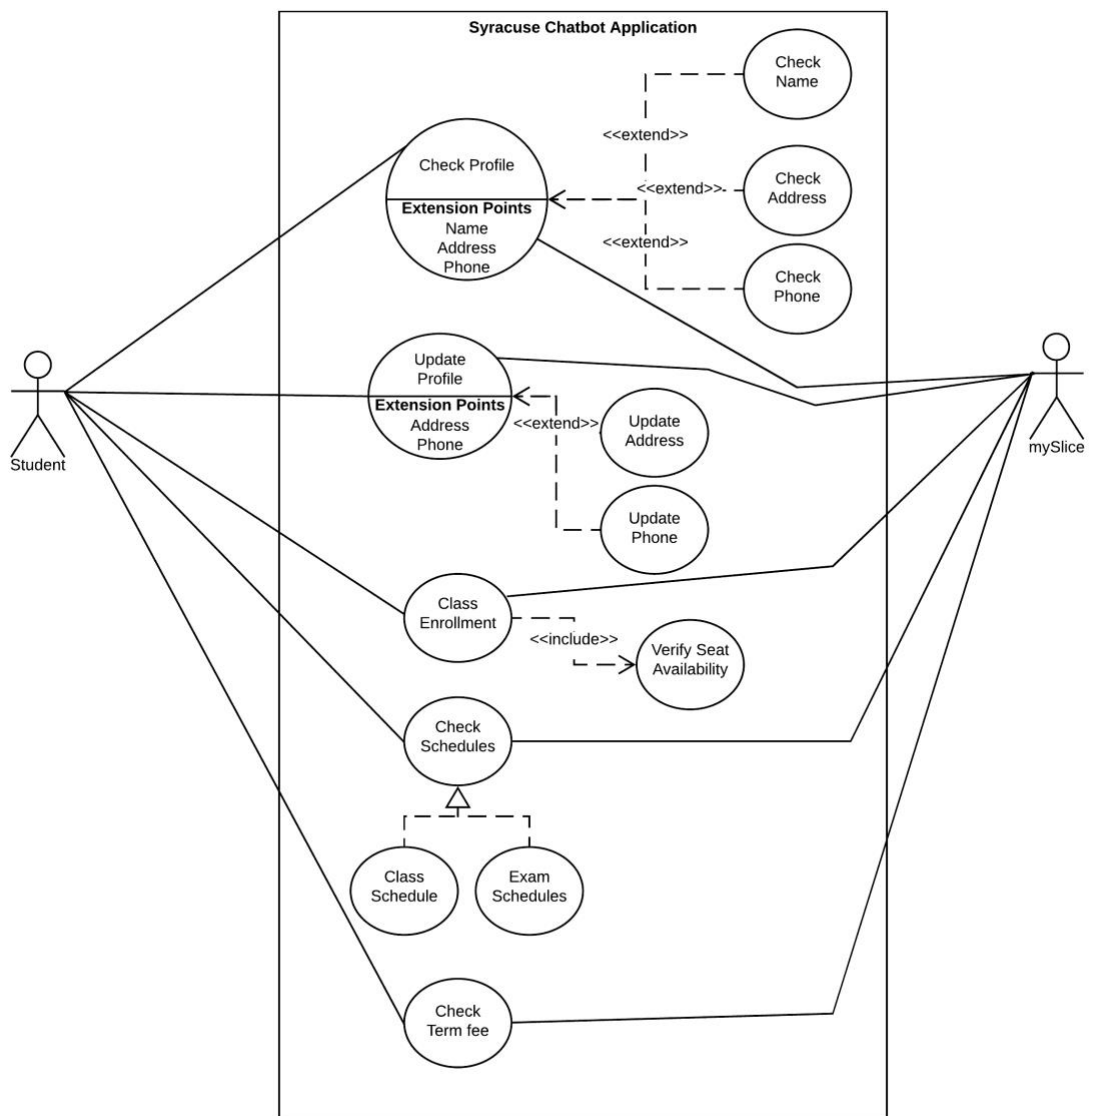 Syracuse Chatbot Application
Check
Name
<<extend>>
Check Profile
<<extend>>
Check
Address
Extension Points
Name
Address
Phone
<<extend>>
Check
Phone
Update
Profile
Extension Points
Address
Phone
<<extend>>
Update
Address
Student
mySlice
Update
Phone
Class
Enrollment
<<include>>
Verify Seat
Availability
Check
Schedules
Class
Schedule
Exam
Schedules
Check
Term fee